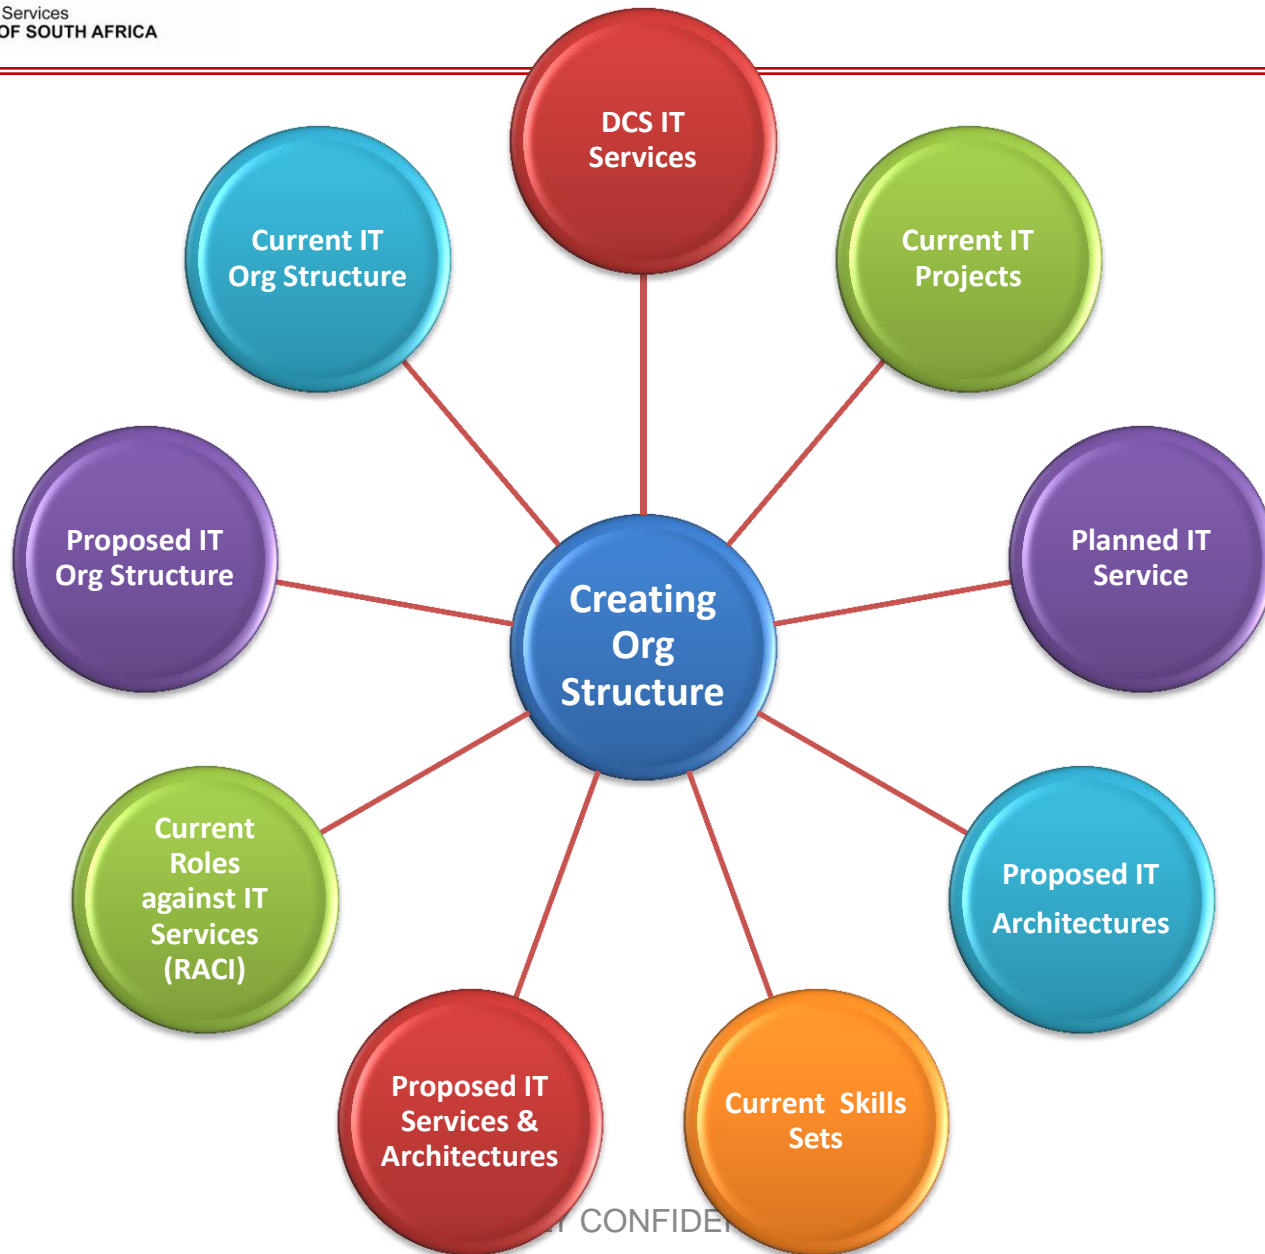 Services
OF SOUTH AFRICA
DCS IT
Services
Current IT
Projects
Planned IT
Service
Proposed IT
Architectures
Current Skills
Sets
Proposed IT
Services &
Architectures
Current
Roles
against IT
Services
(RACI)
Proposed IT
Org Structure
Current IT
Org Structure
Creating
Org
Structure